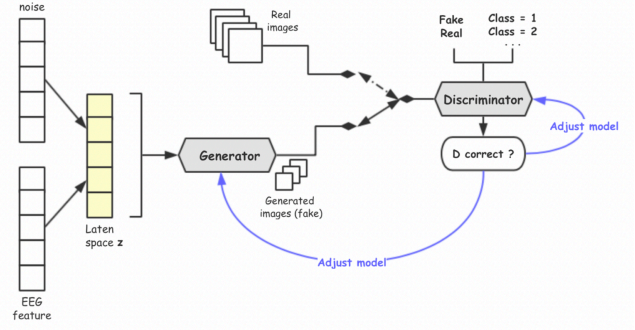 noise
Real
images
Fake
Real
Class = 1
Class = 2
. . .
Discriminator
Adjust model
Generator
D correct ?
Generated
images (fake)
Laten
space z
Adjust model
EEG
feature